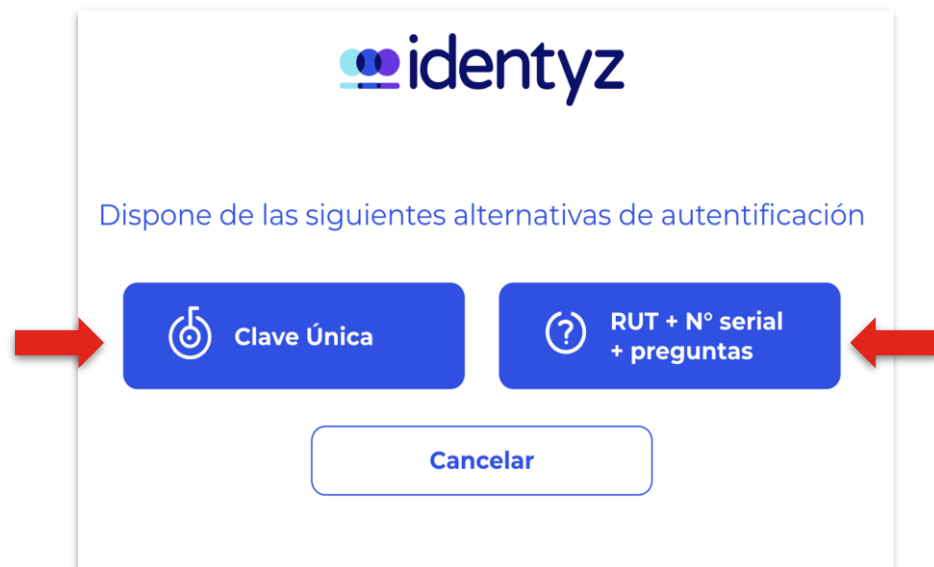 identyz
Dispone de las siguientes alternativas de autentificación
Clave Única
RUT + N° serial
+ preguntas
Cancelar